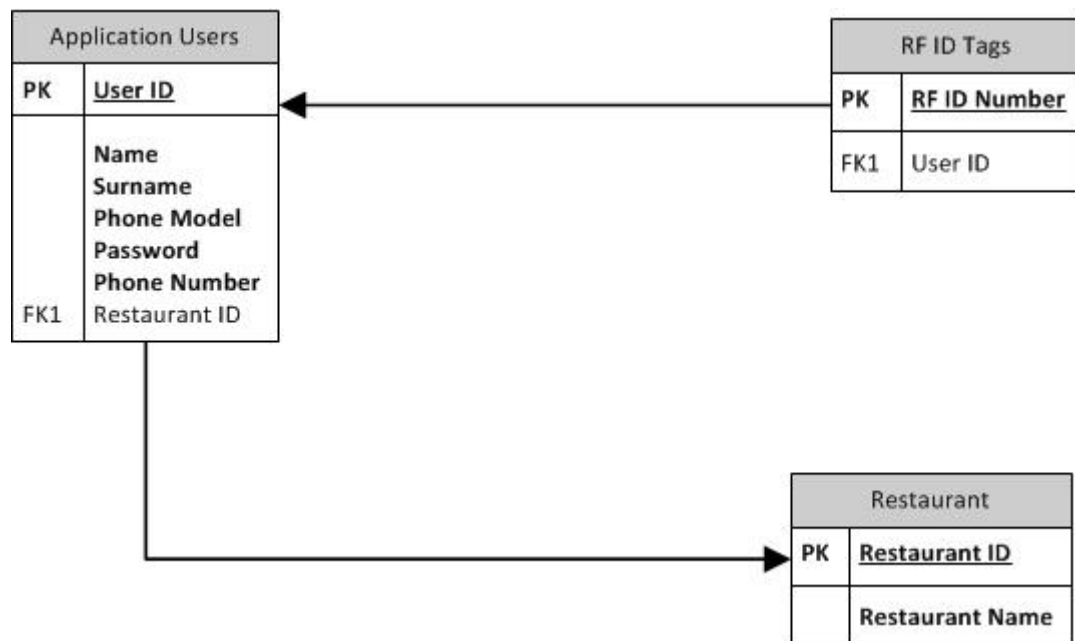 Application Users
PK User ID
Name
Surname
Phone Model
Password
Phone Number
FK1 Restaurant ID
RF ID Tags
PK RF ID Number
FK1 User ID
Restaurant
PK Restaurant ID
Restaurant Name